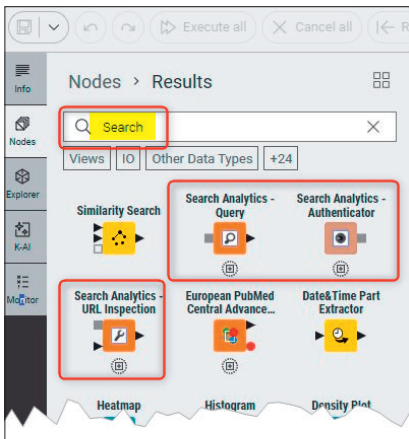 Execute all
Cancel all
R
Info
Nodes
Explorer
K-AI
Monitor
Nodes > Results
Search
Views
IO
Other Data Types
+24
Similarity Search
Search Analytics -
Query
Search Analytics -
Authenticator
Search Analytics -
URL Inspection
European PubMed
Central Advance...
Date&Time Part
Extractor
Heatmap
Histogram
Density Plot